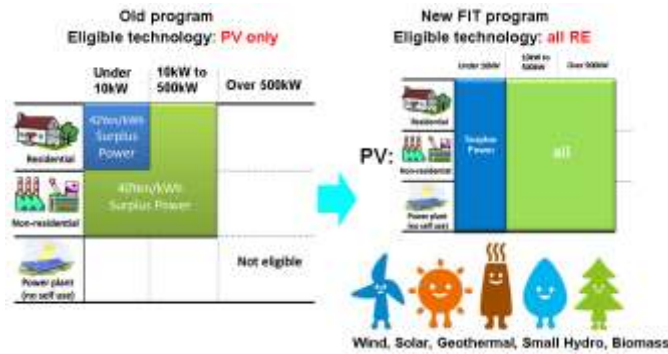 Old program
Eligible technology: PV only
Under 10kW
10kW to 500kW
Over 500kW
Residential
42Yen/kWh
Surplus
Power
Non-residential
40Yen/kWh
Surplus Power
Power plant
(no self use)
Not eligible
New FIT program
Eligible technology: all RE
Under 10kW
10kW to 500kW
Over 500kW
PV:
Residential
Non-residential
Power plant
(no self use)
Surplus
Power
all
Wind, Solar, Geothermal, Small Hydro, Biomass